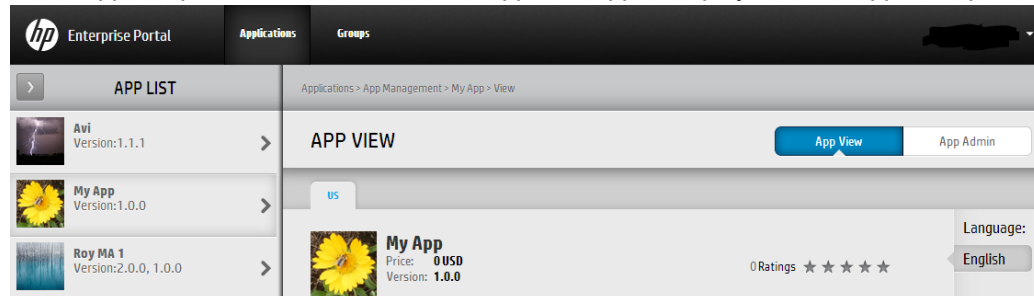 hp Enterprise Portal Applications Groups
APP LIST
Applications > App Management > My App > View
Avi
Version:1.1.1
APP VIEW
App View App Admin
My App
Version:1.0.0
US
Roy MA 1
Version:2.0.0, 1.0.0
My App
Price: 0 USD
Version: 1.0.0
0 Ratings
Language:
English